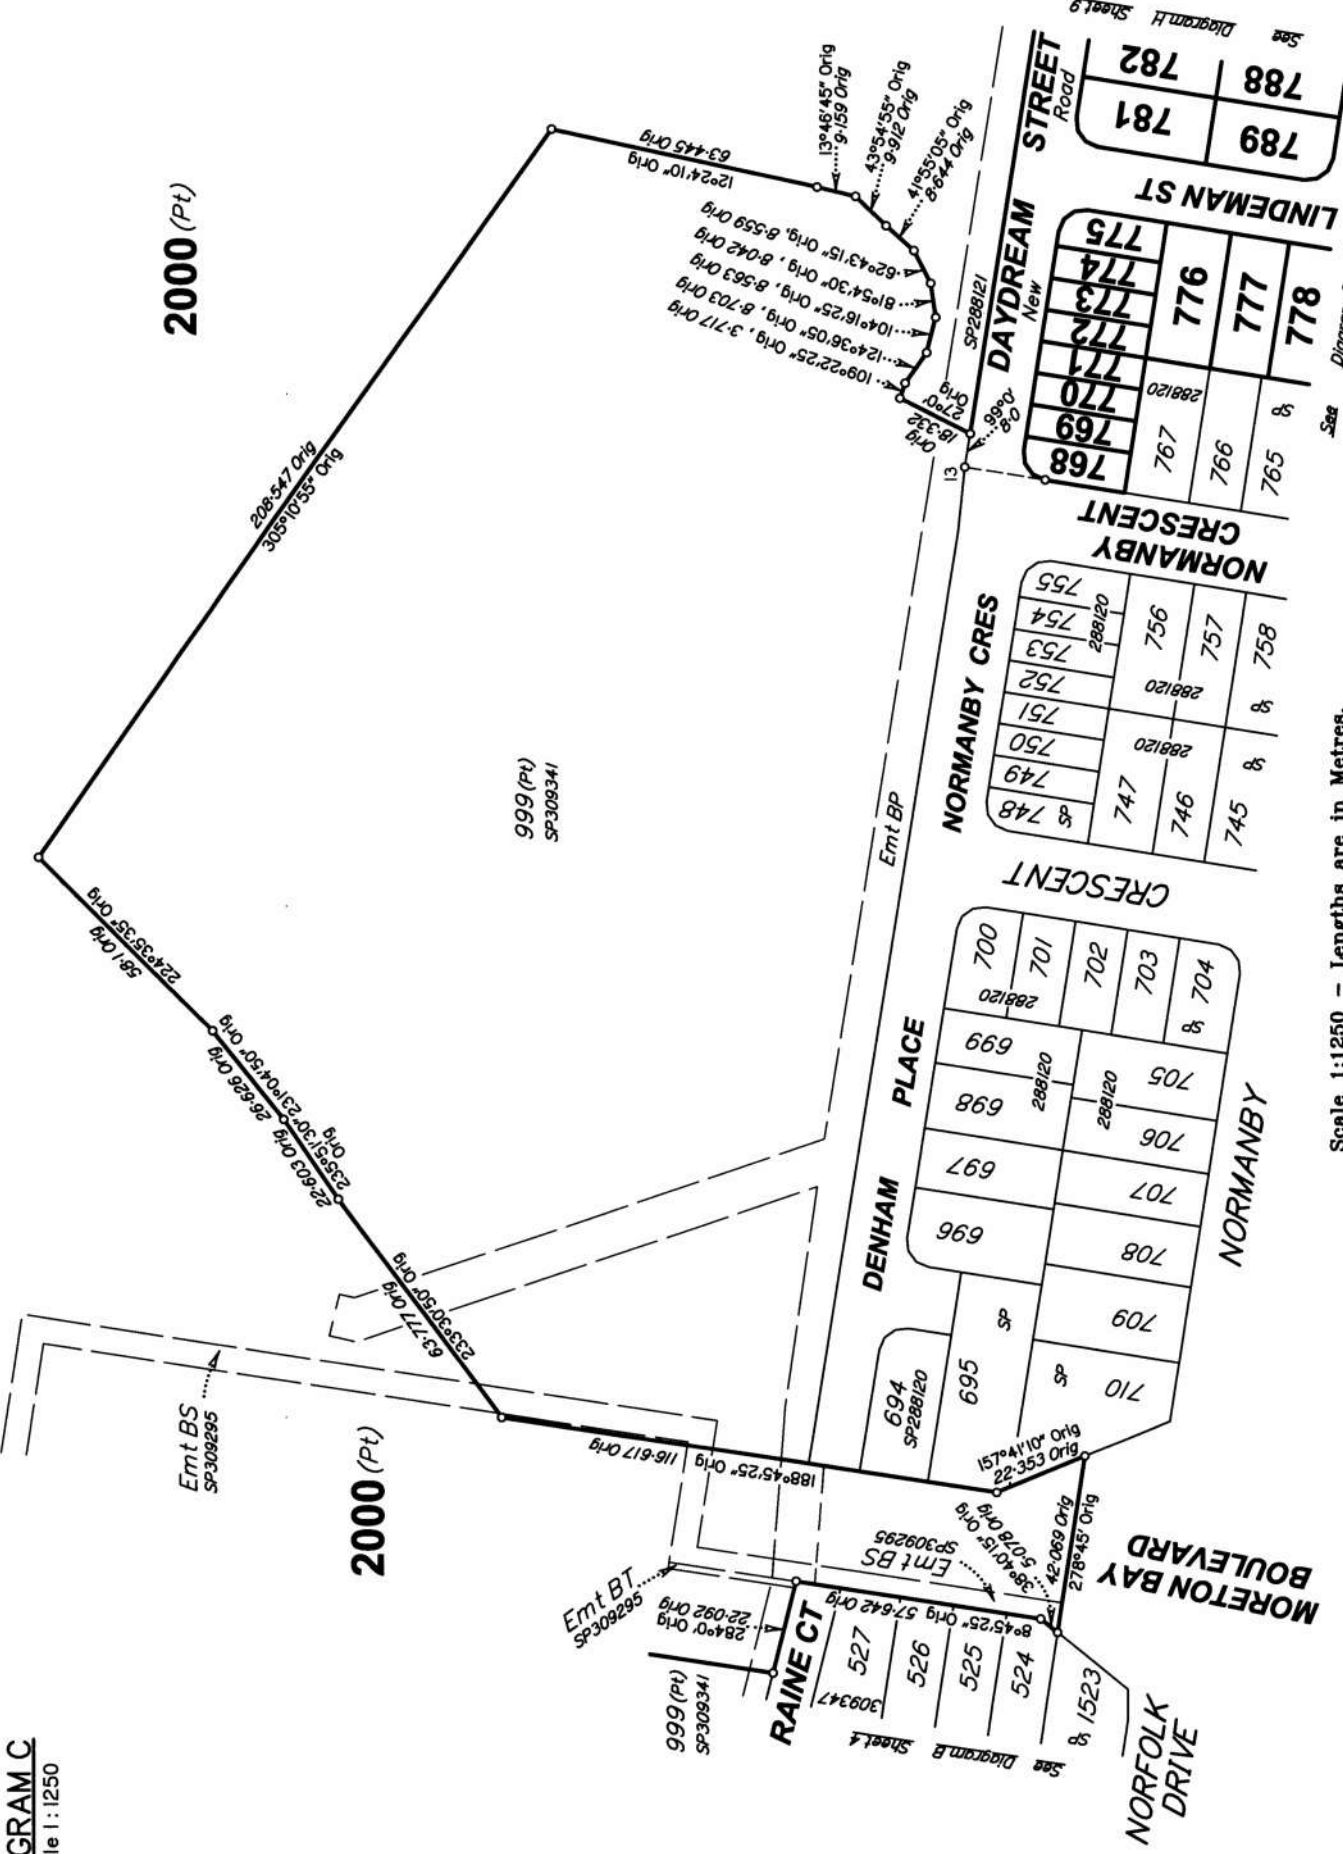 GRAM C
le 1 : 1250
2000 (Pt)
208·547 Orig
305°10'55" Orig
63·445 Orig
12°24'10" Orig
13°46'45" Orig
9·159 Orig
43°54'55" Orig
9·912 Orig
41°55'05" Orig
8·644 Orig
62°43'15" Orig, 8·559 Orig
81°54'30" Orig, 8·042 Orig
104°16'25" Orig, 8·563 Orig
124°36'05" Orig, 8·703 Orig
109°22'25" Orig, 3·717 Orig
27°0'
Orig
18·332
Orig
99°0'
8·0
13
SP288121
58·1 Orig
224°35'35" Orig
26·626 Orig
231°04'50" Orig
22·603 Orig
235°51'30"
Orig
63·777 Orig
233°30'50" Orig
999(Pt)
SP309341
Emt BP
Emt BS
SP309295
2000 (Pt)
116·617 Orig
188°45'25" Orig
Emt BT
SP309295
284°0' Orig
22·092 Orig
999(Pt)
SP309341
RAINE CT
57·642 Orig
8°45'25" Orig
Emt BS
SP309295
38°40'15" Orig
5·078 Orig
42·069 Orig
278°45' Orig
157°41'10" Orig
22·353 Orig
527
526
525
524
309347
SP
1523
See Diagram B Sheet 4
NORFOLK
DRIVE
MORETON BAY
BOULEVARD
DENHAM PLACE
694
SP288120
695
SP
696
697
698
699
288120
700
701
702
703
704
288120
SP
705
706
707
708
709
710
288120
SP
NORMANBY
CRESCENT
NORMANBY CRES
748
749
750
751
752
753
754
755
SP
288120
747
746
745
288120
SP
756
757
758
288120
SP
NORMANBY
CRESCENT
DAYDREAM STREET
New Road
768
769
770
771
772
773
774
775
767
766
765
288120
SP
776
777
778
LINDEMAN ST
781
782
789
788
See Diagram H Sheet 9
See
Scale 1:1250 - Lengths are in Metres.